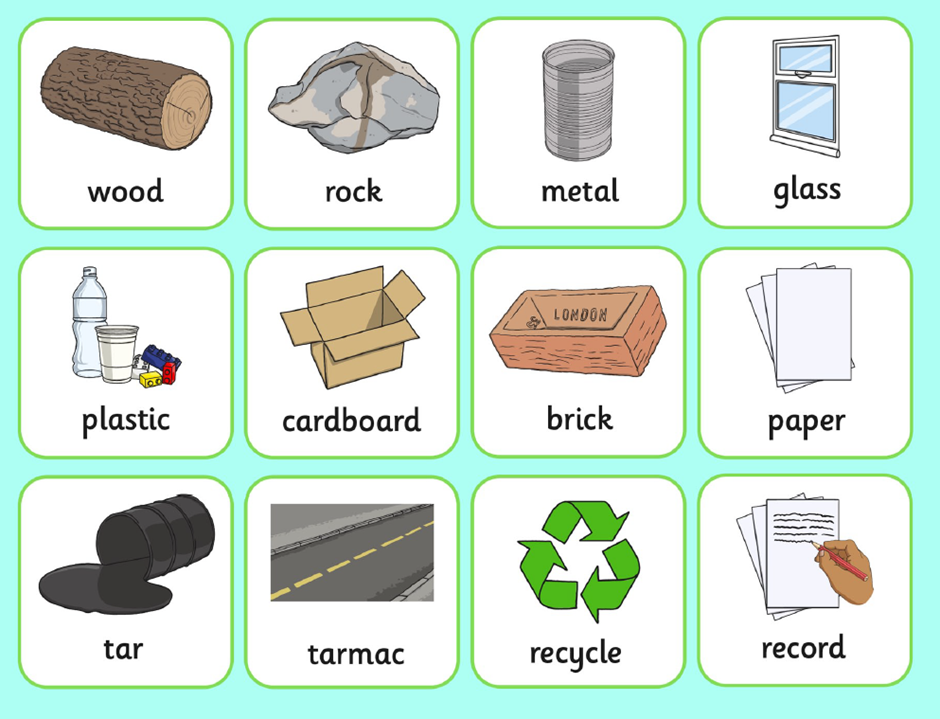 wood
rock
metal
glass
plastic
cardboard
LONDON
brick
paper
tar
tarmac
recycle
record